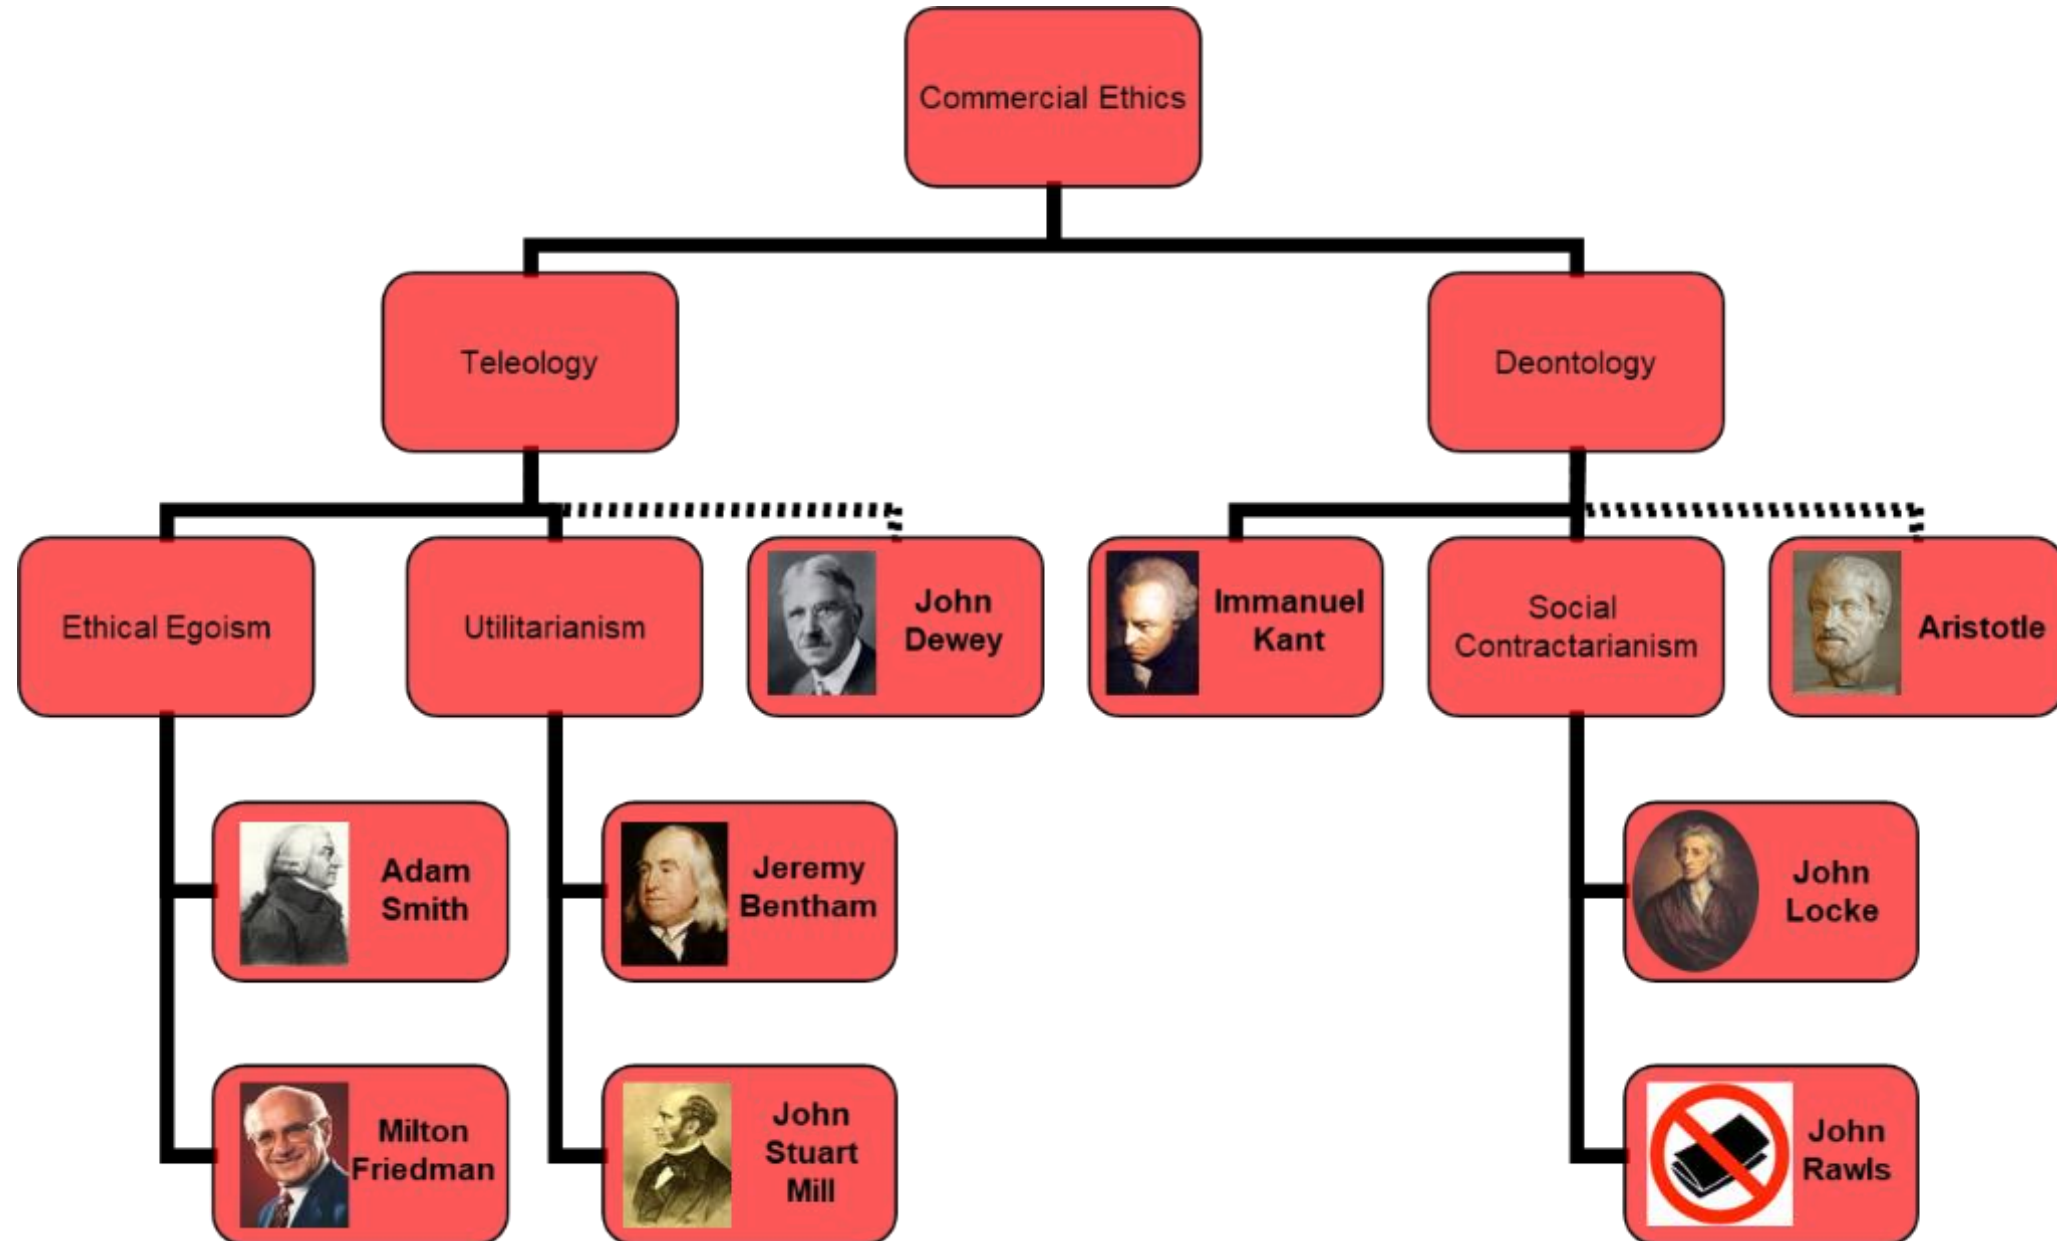 Commercial Ethics
Teleology
Deontology
Ethical Egoism
Utilitarianism
John
Dewey
Immanuel
Kant
Social
Contractarianism
Aristotle
Adam
Smith
Jeremy
Bentham
John
Locke
Milton
Friedman
John
Stuart
Mill
John
Rawls